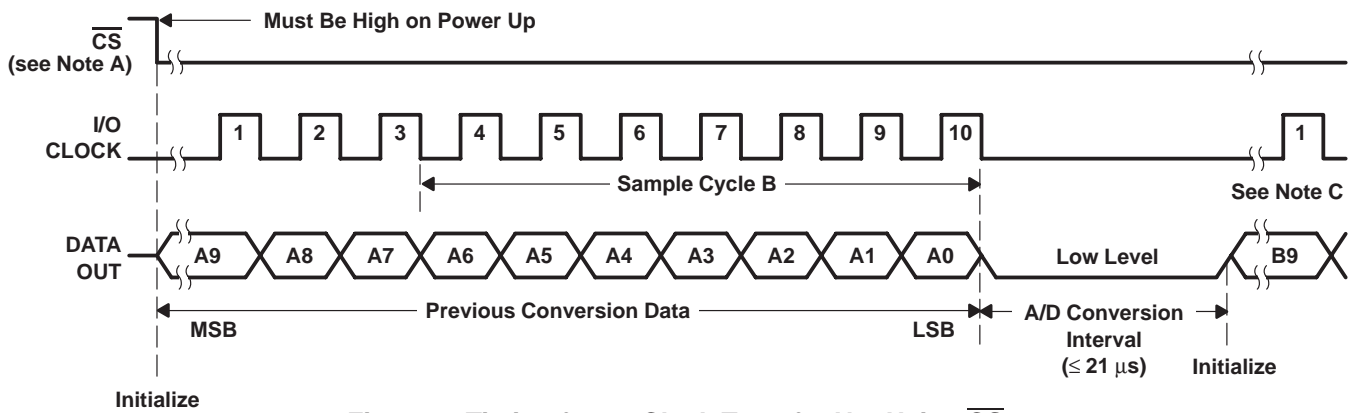 Must Be High on Power Up
CS
(see Note A)
I/O
CLOCK
1 2 3 4 5 6 7 8 9 10 1
Sample Cycle B
See Note C
DATA
OUT
A9 A8 A7 A6 A5 A4 A3 A2 A1 A0 Low Level B9
Previous Conversion Data
MSB LSB
A/D Conversion
Interval
(≤ 21 μs)
Initialize
Initialize